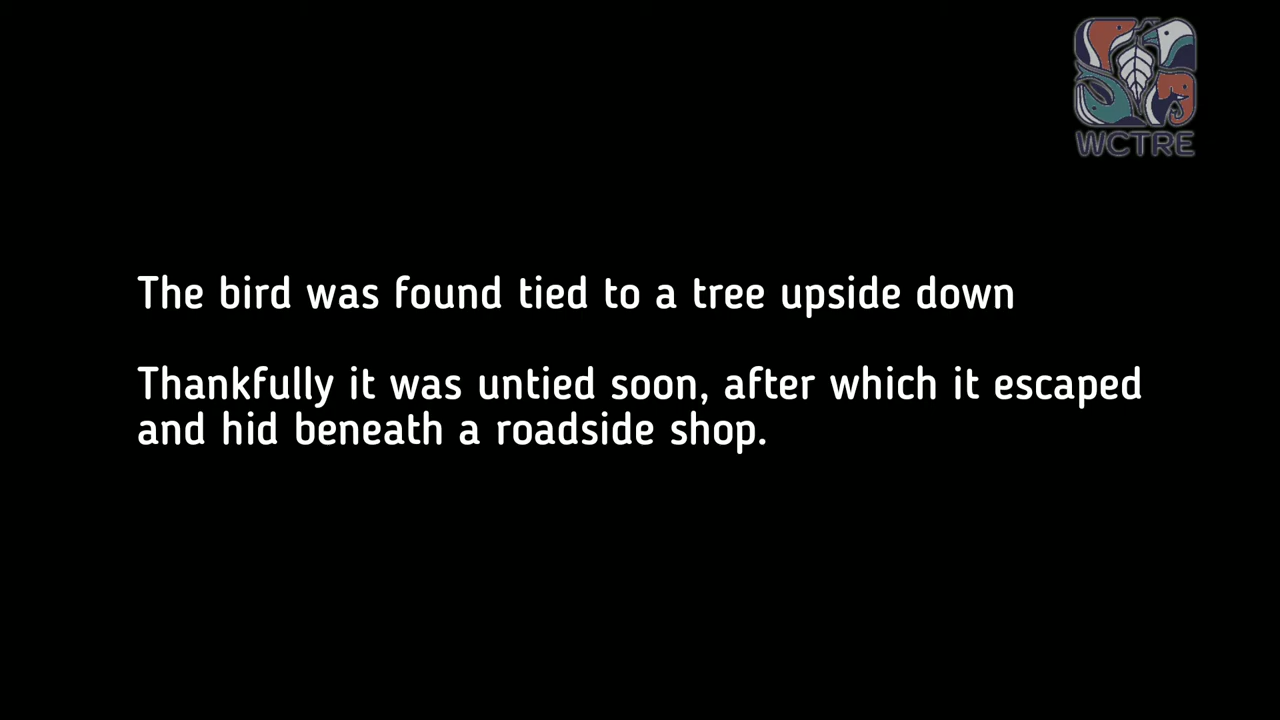 WCTRE
The bird was found tied to a tree upside down
Thankfully it was untied soon, after which it escaped
and hid beneath a roadside shop.